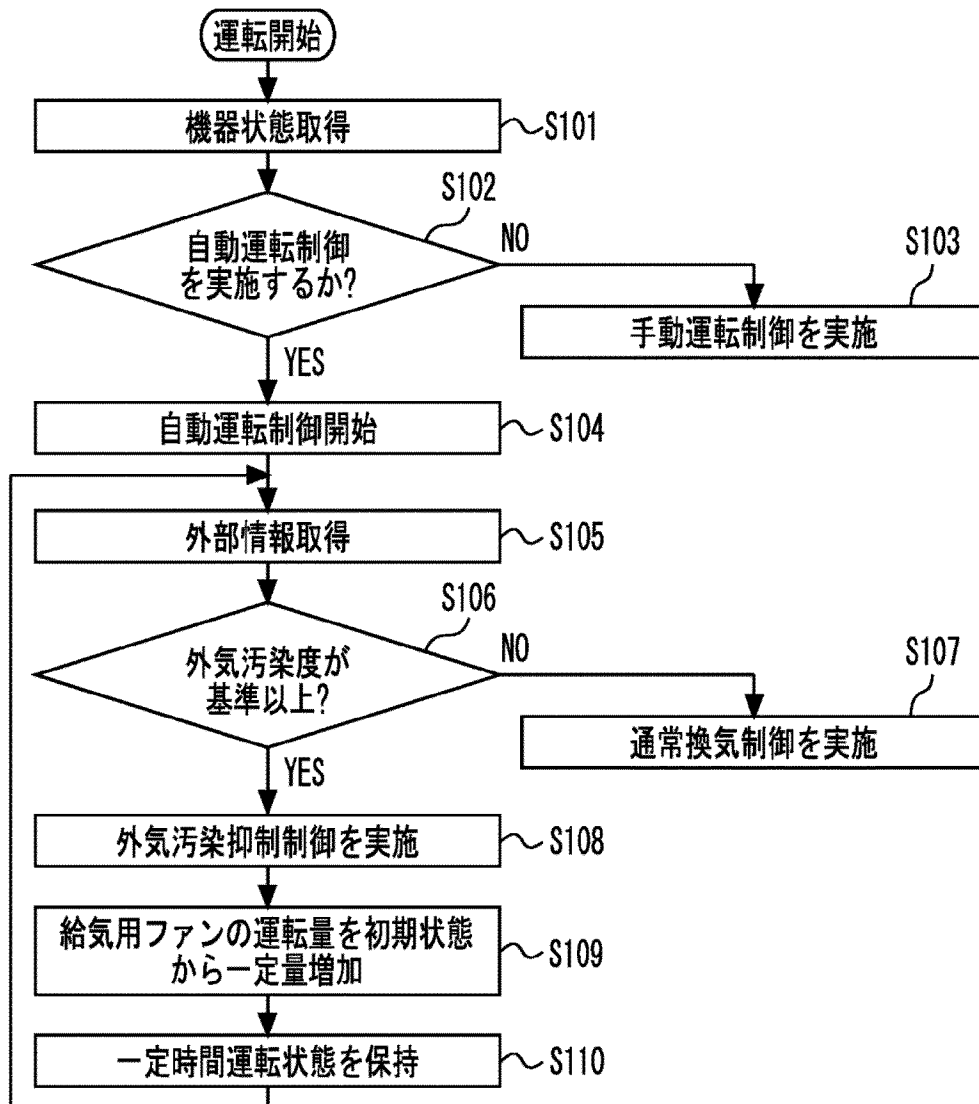 運転開始
機器状態取得
S101
S102
自動運転制御
を実施するか?
NO
S103
手動運転制御を実施
YES
自動運転制御開始
S104
外部情報取得
S105
S106
外気汚染度が
基準以上?
NO
S107
通常換気制御を実施
YES
外気汚染抑制制御を実施
S108
給気用ファンの運転量を初期状態
から一定量増加
S109
一定時間運転状態を保持
S110